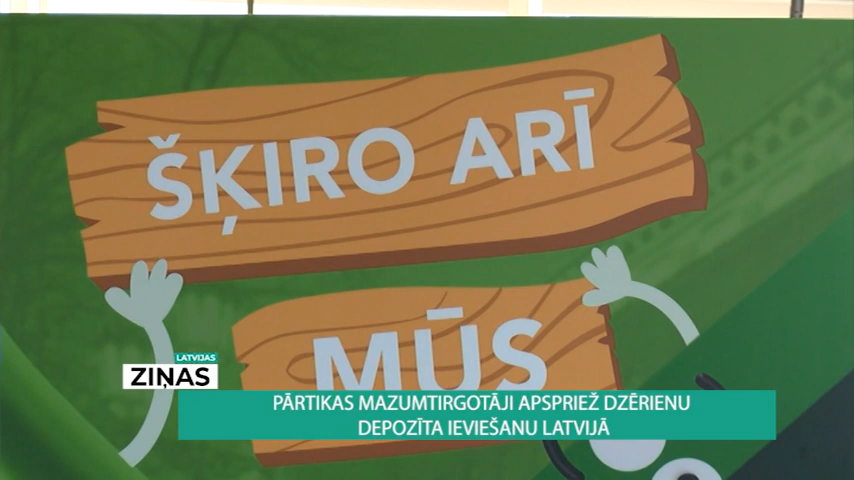 ŠĶIRO ARĪ
MŪS
LATVIJAS
ZIŅAS
PĀRTIKAS MAZUMTIRGOTĀJI APSPRIEŽ DZĒRIENU
DEPOZĪTA IEVIEŠANU LATVIJĀ